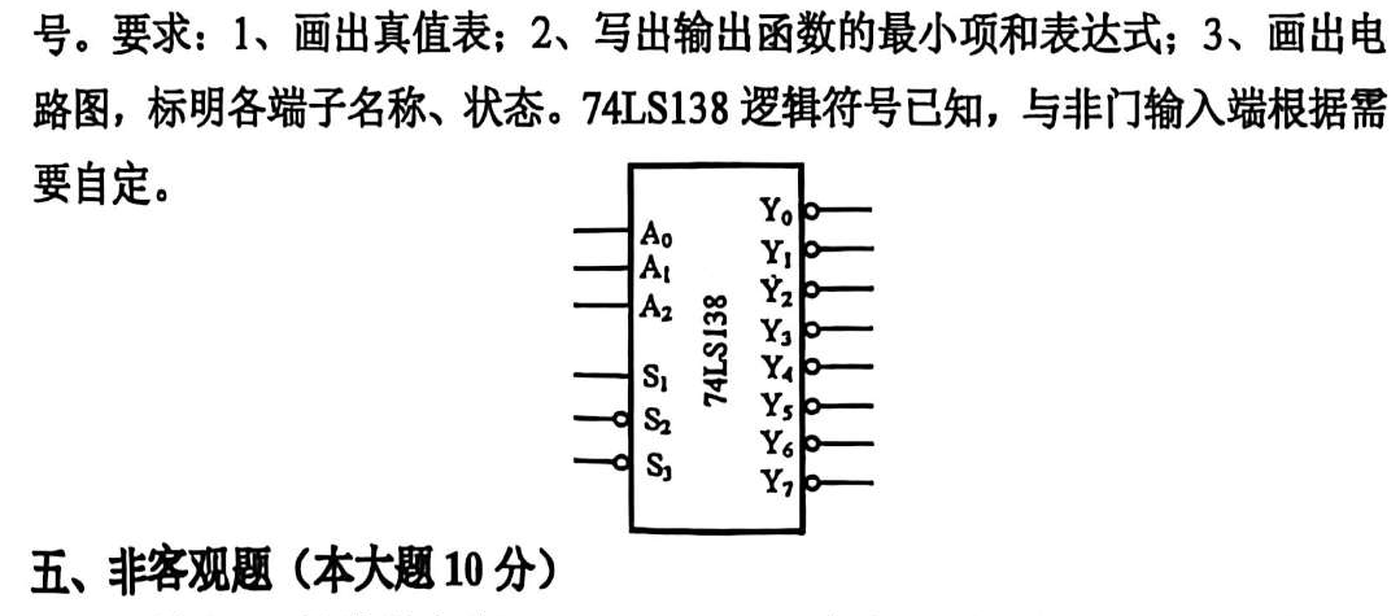 号。要求：1、画出真值表；2、写出输出函数的最小项和表达式；3、画出电
路图，标明各端子名称、状态。74LS138 逻辑符号已知，与非门输入端根据需
要自定。
Y0
A0
Y1
A1
Y2
A2
Y3
74LS138
S1
Y4
Y5
S2
Y6
S3
Y7
五、非客观题（本大题 10 分）